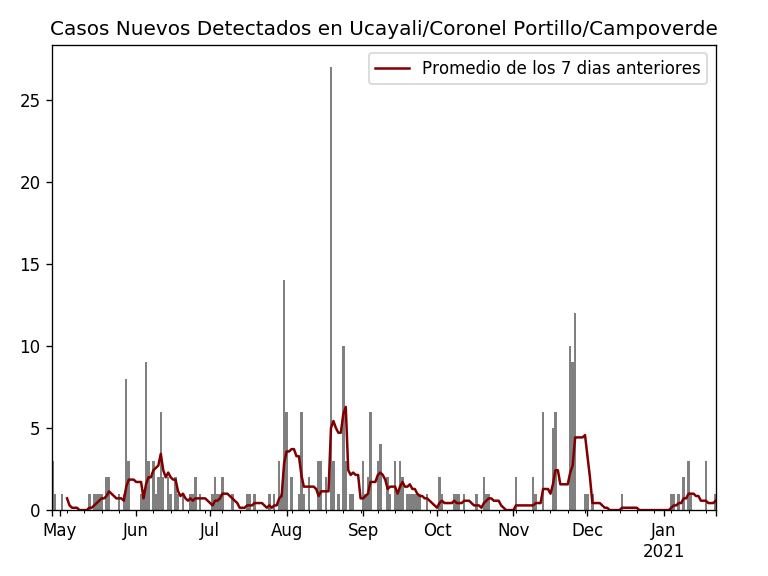 Casos Nuevos Detectados en Ucayali/Coronel Portillo/Campoverde
Promedio de los 7 dias anteriores
25
20
15
10
5
0
May Jun Jul Aug Sep Oct Nov Dec Jan
2021